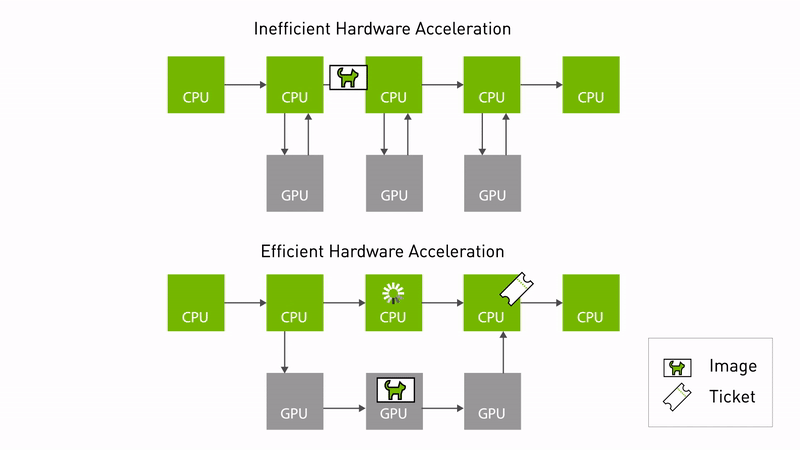 Inefficient Hardware Acceleration
CPU CPU CPU CPU CPU
GPU GPU GPU
Efficient Hardware Acceleration
CPU CPU CPU CPU CPU
GPU GPU GPU
Image
Ticket